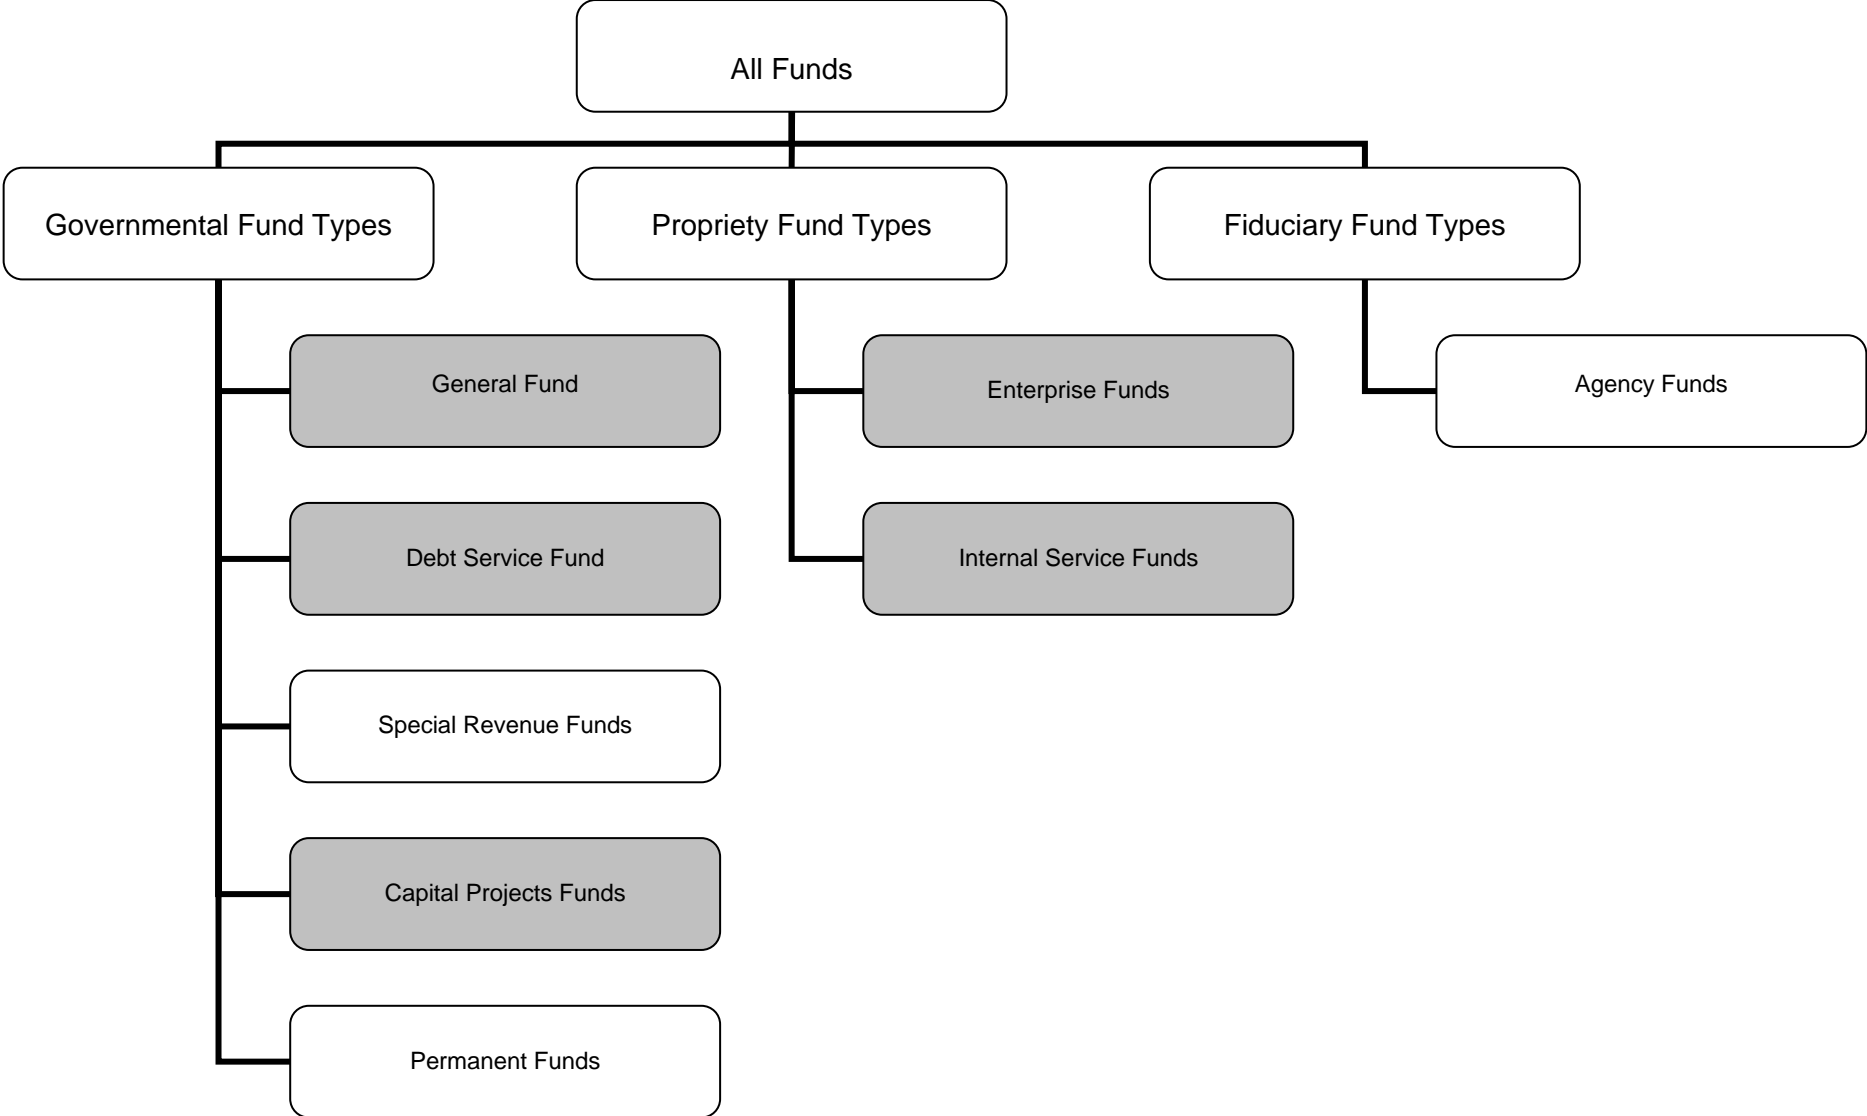 All Funds
Governmental Fund Types
Propriety Fund Types
Fiduciary Fund Types
General Fund
Enterprise Funds
Agency Funds
Debt Service Fund
Internal Service Funds
Special Revenue Funds
Capital Projects Funds
Permanent Funds